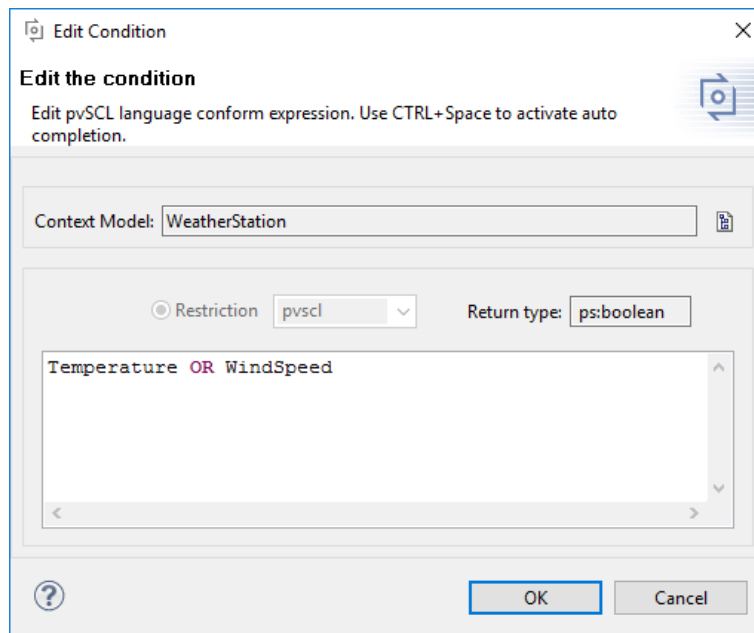 Edit Condition
Edit the condition
Edit pvSCL language conform expression. Use CTRL+Space to activate auto
completion.
Context Model: WeatherStation
Restriction pvscl Return type: ps:boolean
Temperature OR WindSpeed
OK Cancel